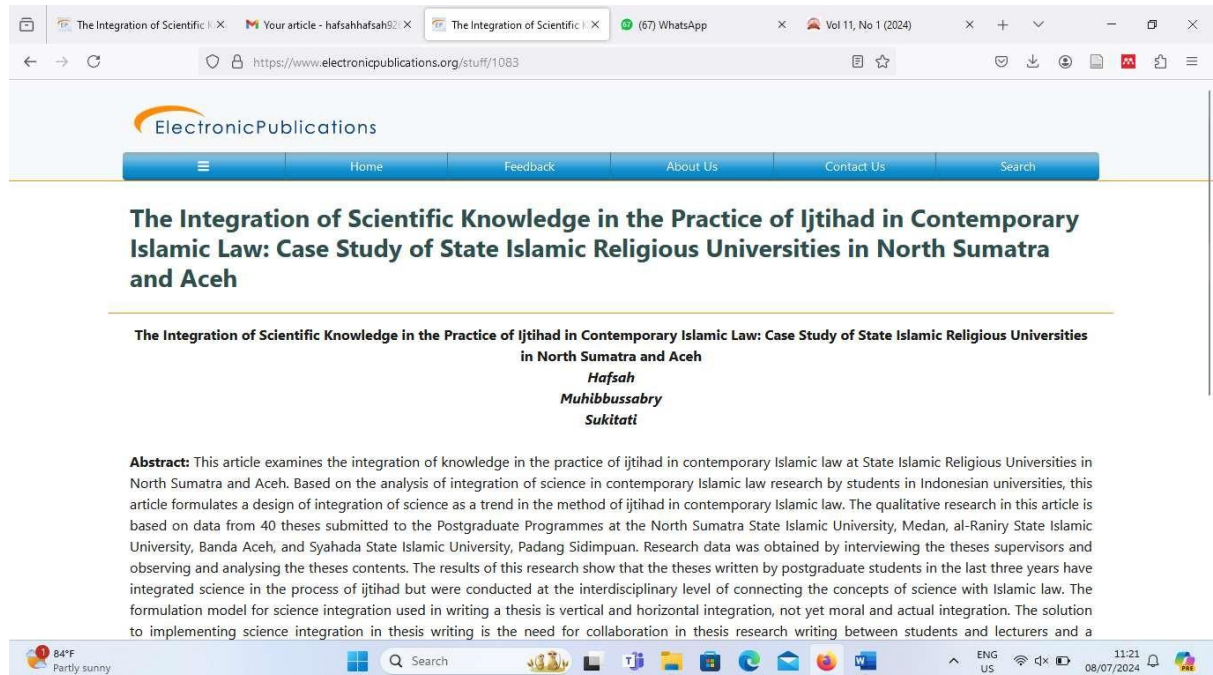 The Integration of Scientific K
Your article - hafsahhafsah92
The Integration of Scientific K
(67) WhatsApp
Vol 11, No 1 (2024)
https://www.electronicpublications.org/stuff/1083
ElectronicPublications
Home Feedback About Us Contact Us Search
The Integration of Scientific Knowledge in the Practice of Ijtihad in Contemporary
Islamic Law: Case Study of State Islamic Religious Universities in North Sumatra
and Aceh
The Integration of Scientific Knowledge in the Practice of Ijtihad in Contemporary Islamic Law: Case Study of State Islamic Religious Universities
in North Sumatra and Aceh
Hafsah
Muhibbussabry
Sukitati
Abstract: This article examines the integration of knowledge in the practice of ijtihad in contemporary Islamic law at State Islamic Religious Universities in
North Sumatra and Aceh. Based on the analysis of integration of science in contemporary Islamic law research by students in Indonesian universities, this
article formulates a design of integration of science as a trend in the method of ijtihad in contemporary Islamic law. The qualitative research in this article is
based on data from 40 theses submitted to the Postgraduate Programmes at the North Sumatra State Islamic University, Medan, al-Raniry State Islamic
University, Banda Aceh, and Syahada State Islamic University, Padang Sidimpuan. Research data was obtained by interviewing the theses supervisors and
observing and analysing the theses contents. The results of this research show that the theses written by postgraduate students in the last three years have
integrated science in the process of ijtihad but were conducted at the interdisciplinary level of connecting the concepts of science with Islamic law. The
formulation model for science integration used in writing a thesis is vertical and horizontal integration, not yet moral and actual integration. The solution
to implementing science integration in thesis writing is the need for collaboration in thesis research writing between students and lecturers and a
1
84°F
Partly sunny
Search
ENG
US
11:21
08/07/2024
PRE